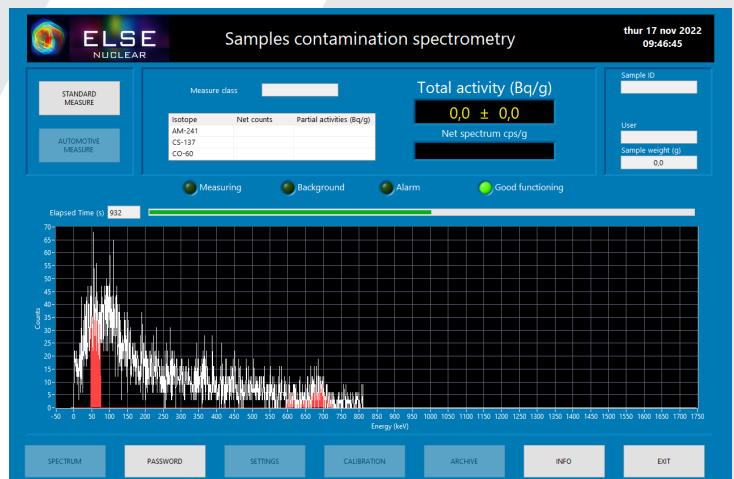 ELSE
NUCLEAR
Samples contamination spectrometry
thur 17 nov 2022
09:46:45
STANDARD
MEASURE
AUTOMOTIVE
MEASURE
Measure class
Isotope Net counts Partial activities (Bq/g)
AM-241
CS-137
CO-60
Total activity (Bq/g)
0,0 ± 0,0
Net spectrum cps/g
Sample ID
User
Sample weight (g)
0,0
Measuring Background Alarm Good functioning
Elapsed Time (s) 932
70-
65-
60-
55-
50-
45-
40-
35-
30-
25-
20-
15-
10-
5-
0-
Counts
-50 0 50 100 150 200 250 300 350 400 450 500 550 600 650 700 750 800 850 900 950 1000 1050 1100 1150 1200 1250 1300 1350 1400 1450 1500 1550 1600 1650 1700 1750
Energy (keV)
SPECTRUM PASSWORD SETTINGS CALIBRATION ARCHIVE INFO EXIT